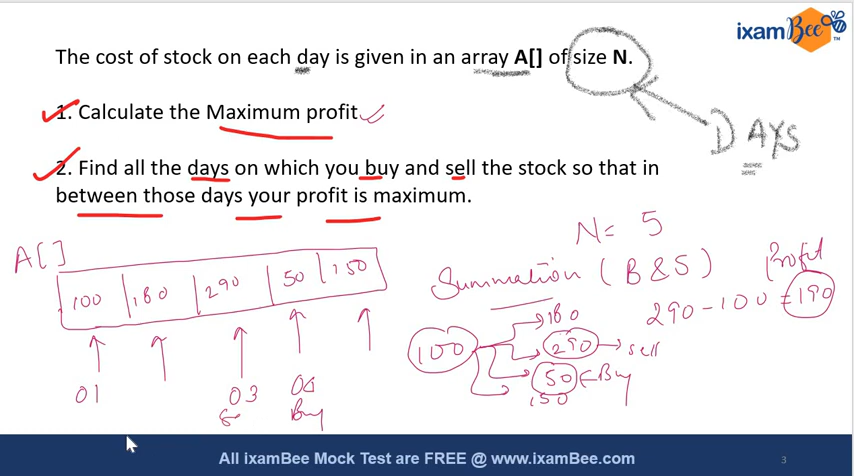 ixamBee
The cost of stock on each day is given in an array A[] of size N.
1. Calculate the Maximum profit
DAYS
2. Find all the days on which you buy and sell the stock so that in
between those days your profit is maximum.
N= 5
A[]
100 180 290 50 150
Summation (B & S)
Profit
290-100=190
100
180
290 → sell
50 ← Buy
150
01 03
Buy
All ixamBee Mock Test are FREE @ www.ixamBee.com
3